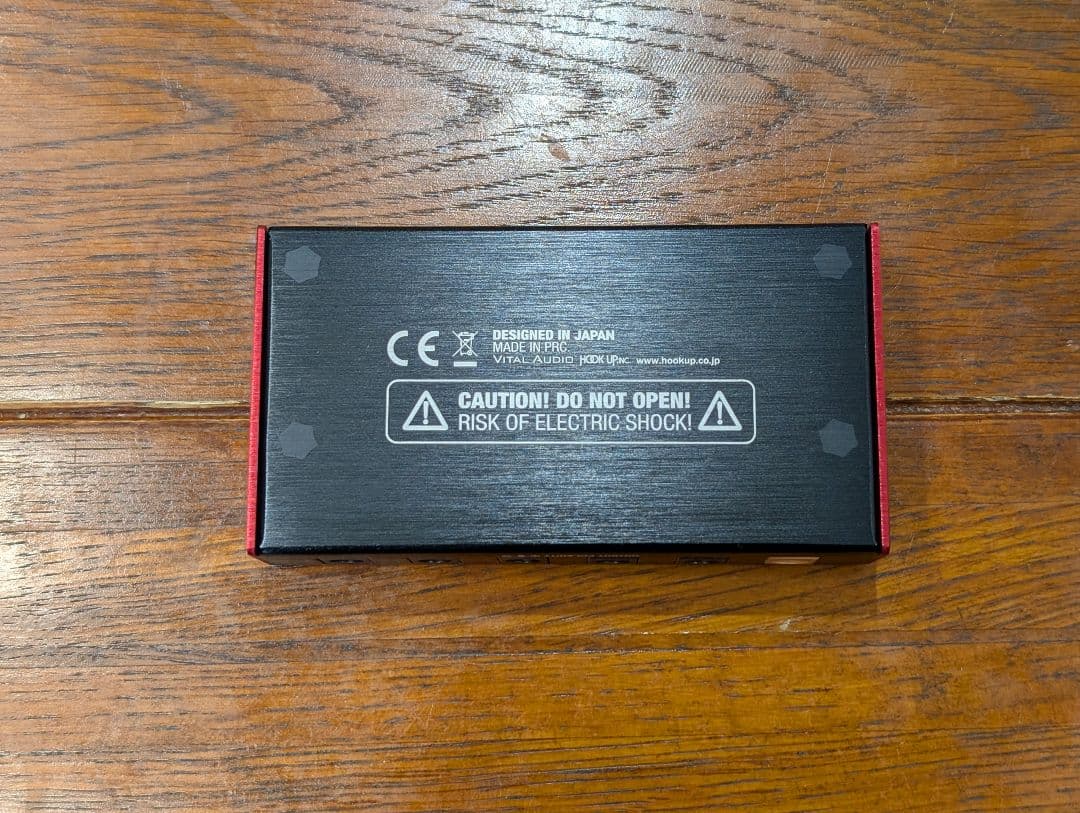 CE DESIGNED IN JAPAN
MADE IN PRC
VITAL AUDIO HOOK UP,INC. www.hookup.co.jp
CAUTION! DO NOT OPEN!
RISK OF ELECTRIC SHOCK!